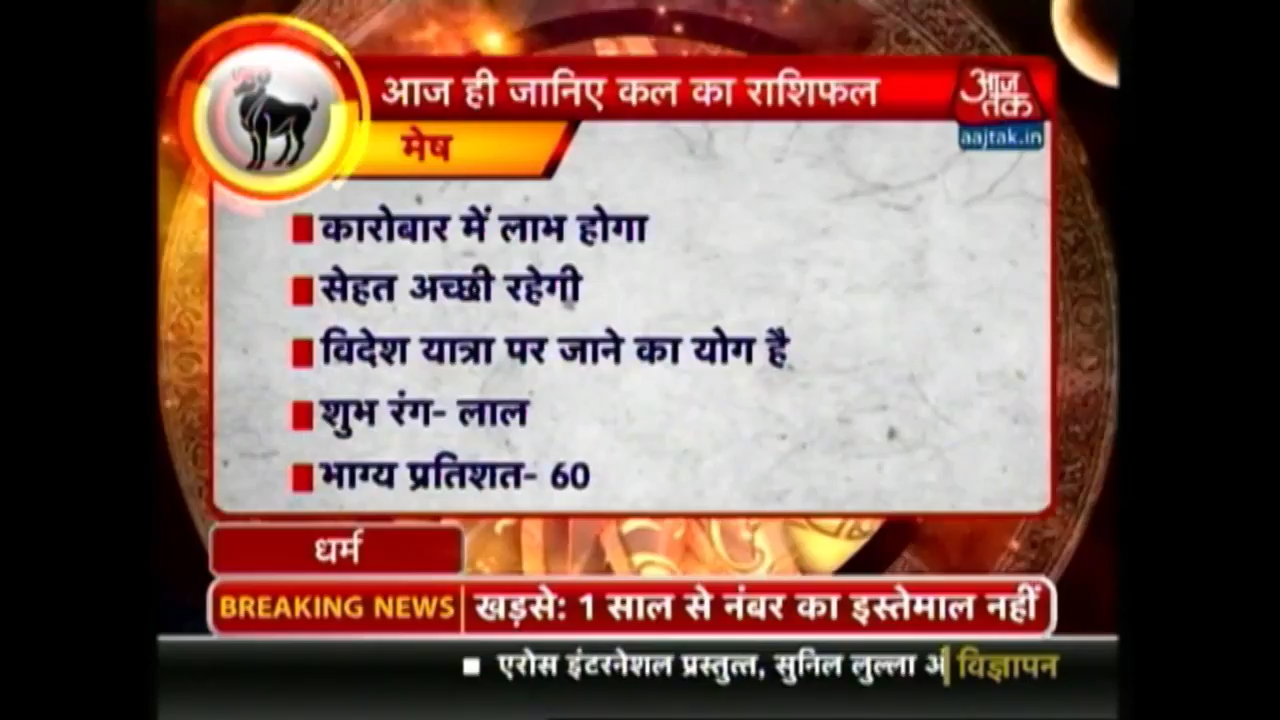 आज ही जानिए कल का राशिफल
आज तक
aajtak.in
मेष
कारोबार में लाभ होगा
सेहत अच्छी रहेगी
विदेश यात्रा पर जाने का योग है
शुभ रंग- लाल
भाग्य प्रतिशत- 60
धर्म
BREAKING NEWS खड़से: 1 साल से नंबर का इस्तेमाल नहीं
एरोस इंटरनेशल प्रस्तुत्त, सुनिल लुल्ला विज्ञापन